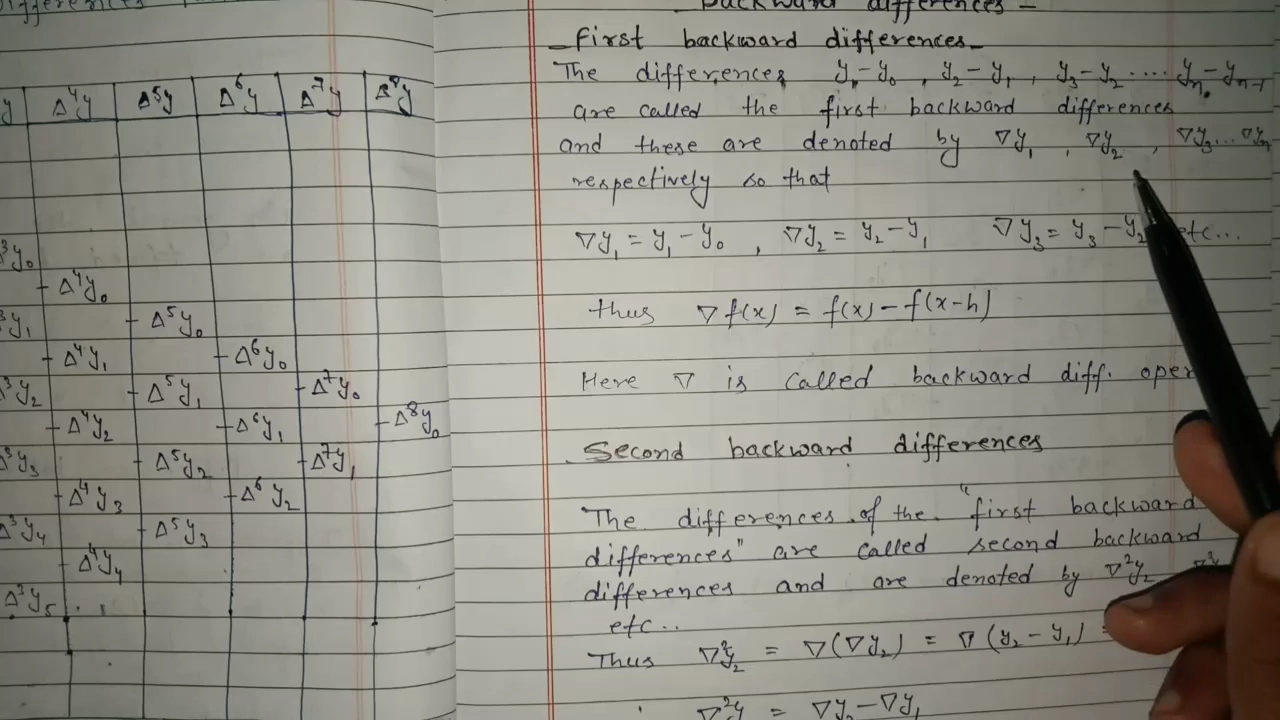 Differences
y Δ⁴y Δ⁵y Δ⁶y Δ⁷y Δ⁸y
Δ³y₀
Δ⁴y₀
Δ³y₁ Δ⁵y₀
Δ⁴y₁ Δ⁶y₀
Δ³y₂ Δ⁵y₁ Δ⁷y₀
Δ⁴y₂ Δ⁶y₁ Δ⁸y₀
Δ³y₃ Δ⁵y₂ Δ⁷y₁
Δ⁴y₃ Δ⁶y₂
Δ³y₄ Δ⁵y₃
Δ⁴y₄
Δ³y₅
Backward differences -
First backward differences -
The differences y₁-y₀ , y₂-y₁ , y₃-y₂ .... yₙ-yₙ₋₁
are called the first backward differences
and these are denoted by ∇y₁ , ∇y₂ , ∇y₃... ∇yₙ
respectively so that
∇y₁ = y₁-y₀ , ∇y₂ = y₂-y₁ ∇y₃ = y₃-y₂ etc...
thus ∇f(x) = f(x)-f(x-h)
Here ∇ is called backward diff.
Second backward differences
The differences of the "first backward
differences" are called second backward
differences and are denoted by ∇²y₂
etc..
Thus ∇²y₂ = ∇(∇y₂) = ∇(y₂-y₁) =
∇²y = ∇y₂-∇y₁